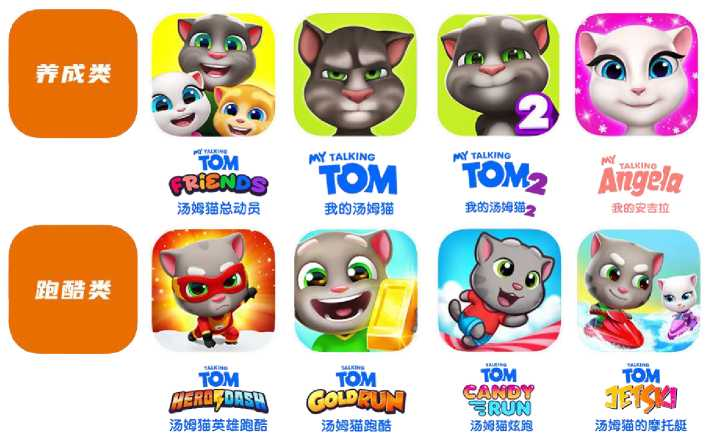 养成类
MY TALKING
TOM
FRIENDS
汤姆猫总动员
MY TALKING
TOM
我的汤姆猫
2
MY TALKING
TOM 2
我的汤姆猫2
MY
TALKING
Angela
我的安吉拉
跑酷类
TALKING
TOM
HERO DASH
汤姆猫英雄跑酷
TALKING
TOM
GOLD RUN
汤姆猫跑酷
TALKING
TOM
CANDY
RUN
汤姆猫炫跑
TALKING
TOM
JETSKI
汤姆猫的摩托艇